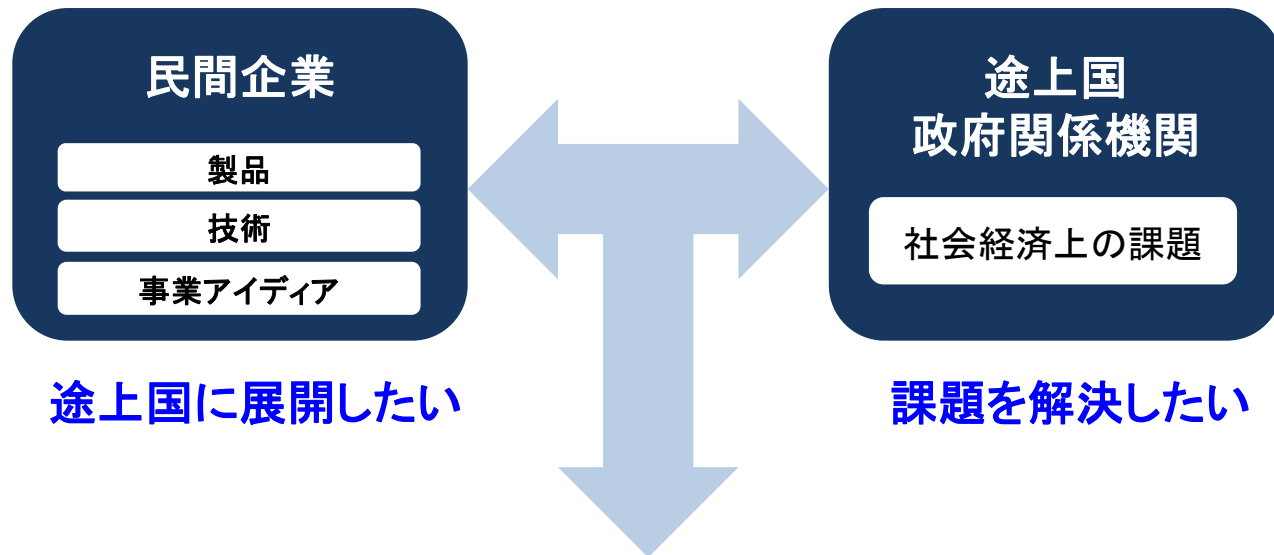 民間企業
製品
技術
事業アイディア
途上国に展開したい
途上国
政府関係機関
社会経済上の課題
課題を解決したい